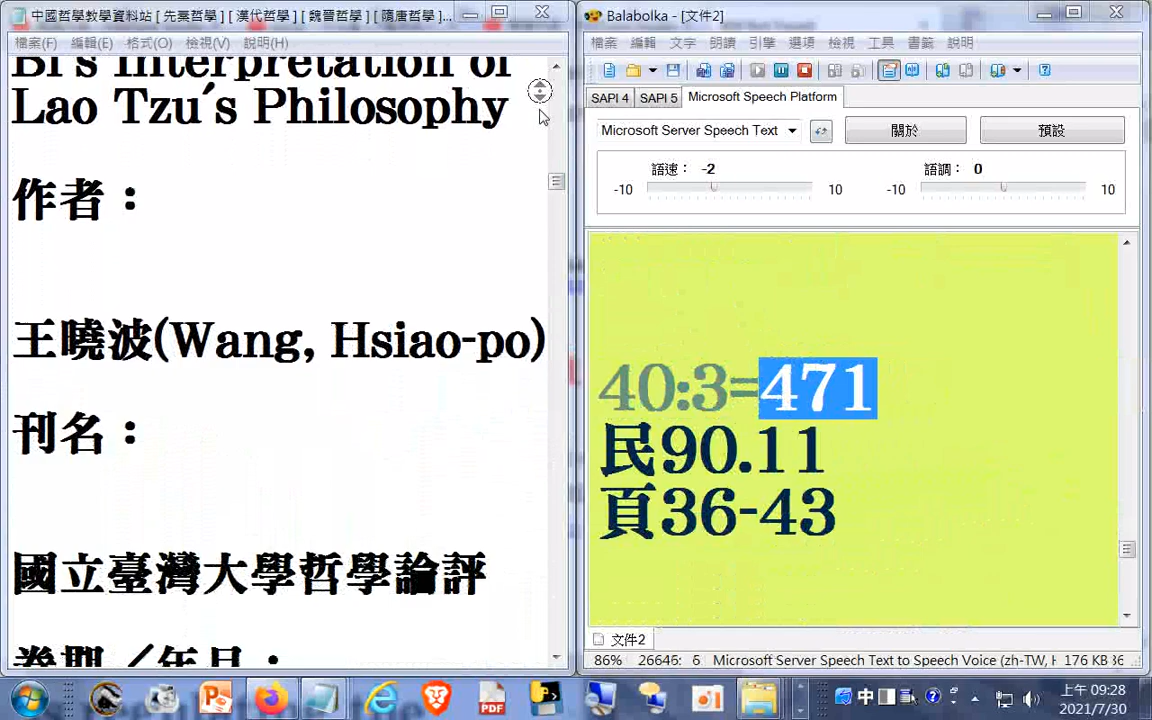 中國哲學教學資料站 [ 先秦哲學 ] [ 漢代哲學 ] [ 魏晉哲學 ] [ 隋唐哲學 ]...
檔案(F) 編輯(E) 格式(O) 檢視(V) 說明(H)
Bi's Interpretation of
Lao Tzu's Philosophy
作者：
王曉波(Wang, Hsiao-po)
刊名：
國立臺灣大學哲學論評
卷期／年月：
Balabolka - [文件2]
檔案 編輯 文字 朗讀 引擎 選項 檢視 工具 書籤 說明
SAPI 4 SAPI 5 Microsoft Speech Platform
Microsoft Server Speech Text 關於 預設
語速： -2 語調： 0
-10 10 -10 10
40:3=471
民90.11
頁36-43
文件2
86% 26645: 6 Microsoft Server Speech Text to Speech Voice (zh-TW, H 176 KB
中
上午 09:28
2021/7/30